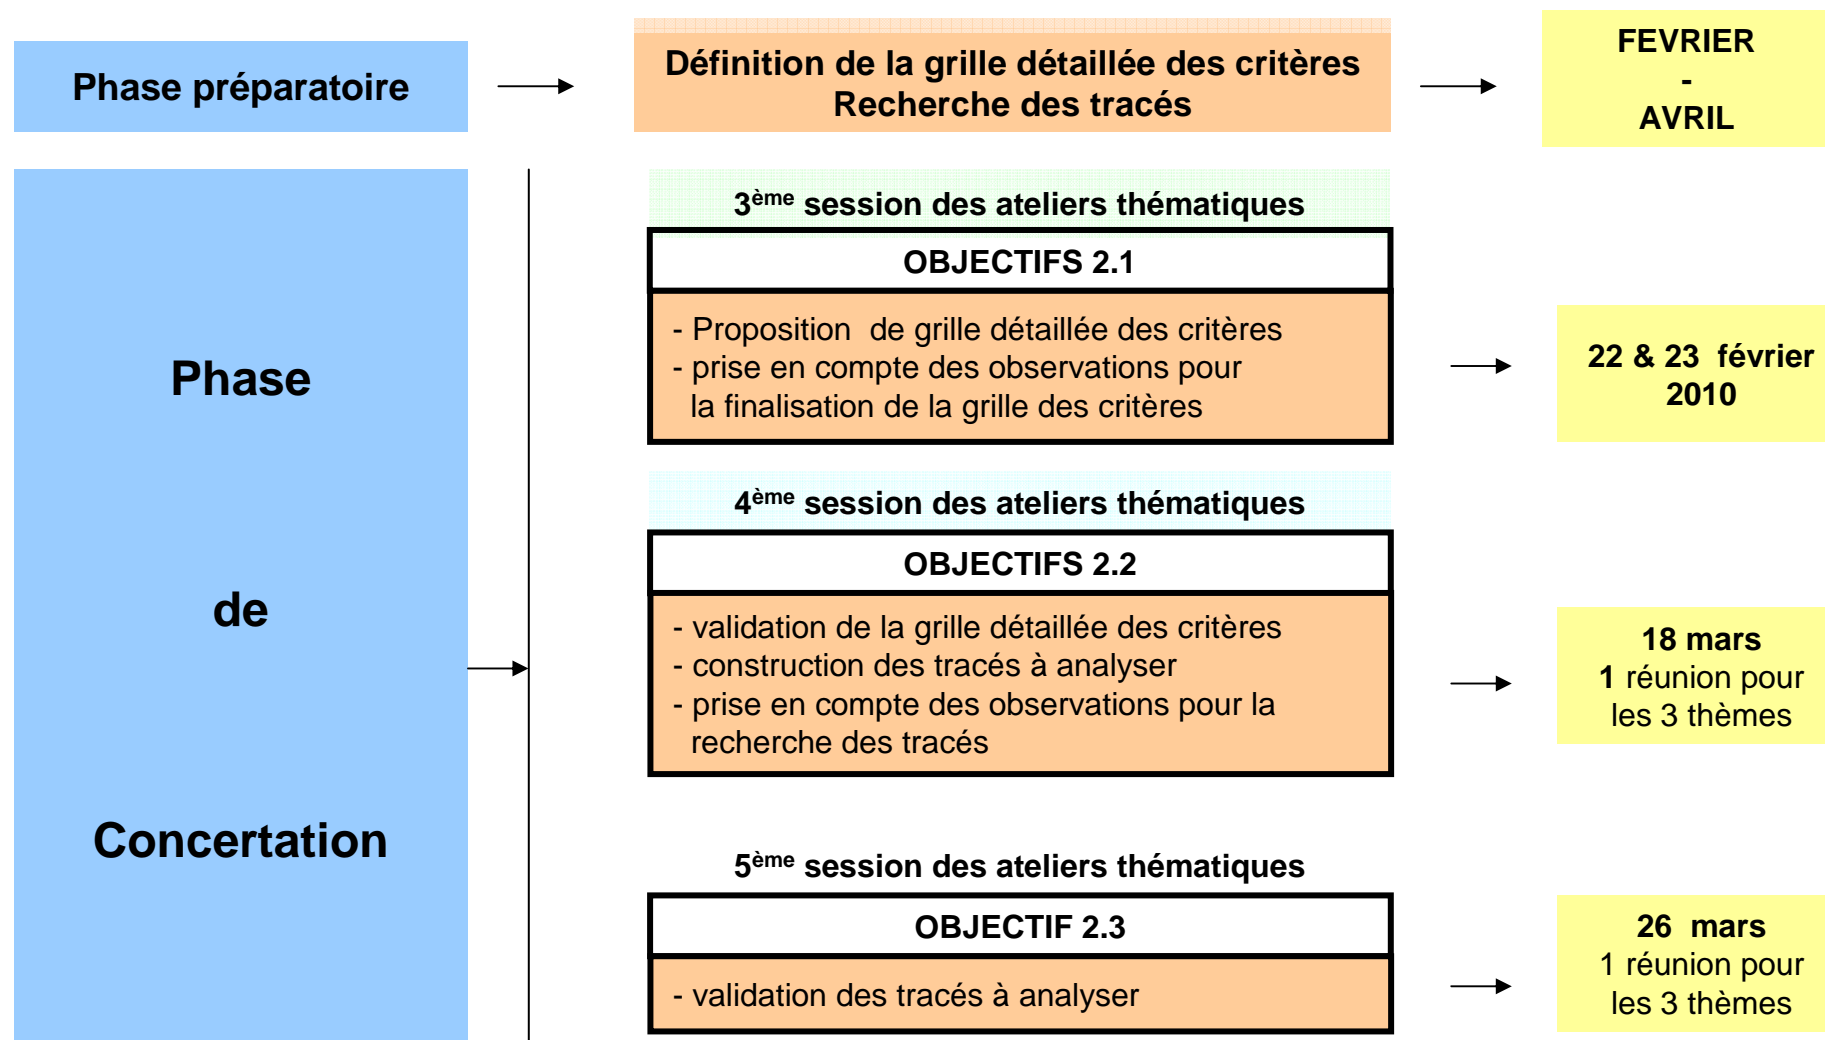 Phase préparatoire
Définition de la grille détaillée des critères
Recherche des tracés
FEVRIER
-
AVRIL
Phase
de
Concertation
3ème session des ateliers thématiques
OBJECTIFS 2.1
- Proposition de grille détaillée des critères
- prise en compte des observations pour
la finalisation de la grille des critères
22 & 23 février
2010
4ème session des ateliers thématiques
OBJECTIFS 2.2
- validation de la grille détaillée des critères
- construction des tracés à analyser
- prise en compte des observations pour la
recherche des tracés
18 mars
1 réunion pour
les 3 thèmes
5ème session des ateliers thématiques
OBJECTIF 2.3
- validation des tracés à analyser
26 mars
1 réunion pour
les 3 thèmes